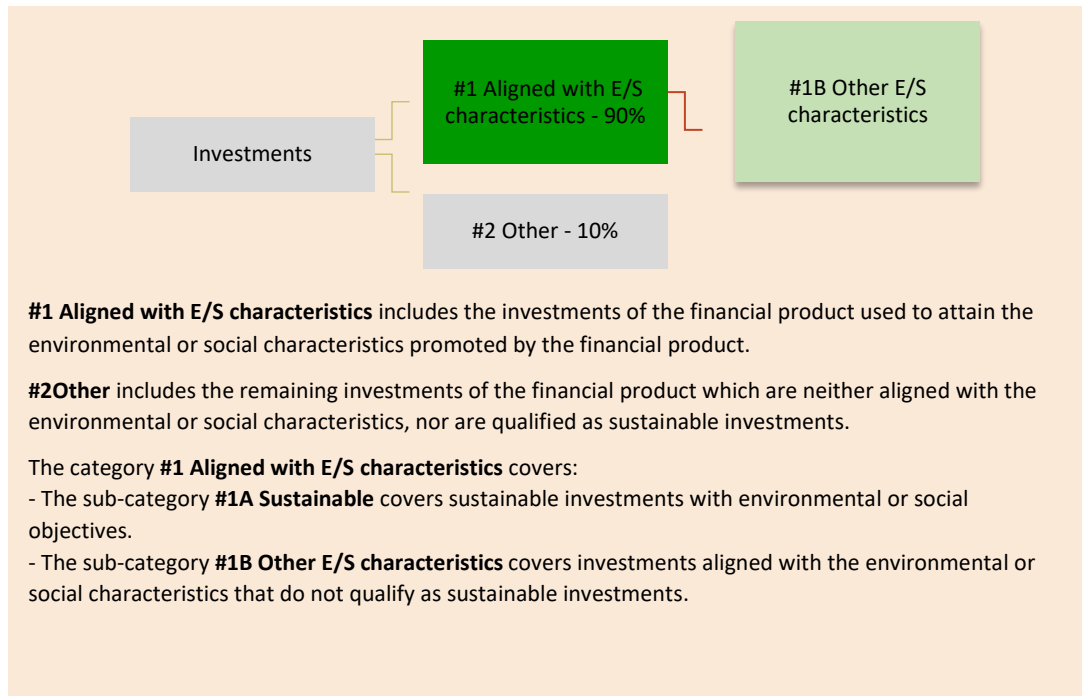 #1 Aligned with E/S
characteristics - 90%
#1B Other E/S
characteristics
Investments
#2 Other - 10%
#1 Aligned with E/S characteristics includes the investments of the financial product used to attain the
environmental or social characteristics promoted by the financial product.
#2Other includes the remaining investments of the financial product which are neither aligned with the
environmental or social characteristics, nor are qualified as sustainable investments.
The category #1 Aligned with E/S characteristics covers:
- The sub-category #1A Sustainable covers sustainable investments with environmental or social
objectives.
- The sub-category #1B Other E/S characteristics covers investments aligned with the environmental or
social characteristics that do not qualify as sustainable investments.